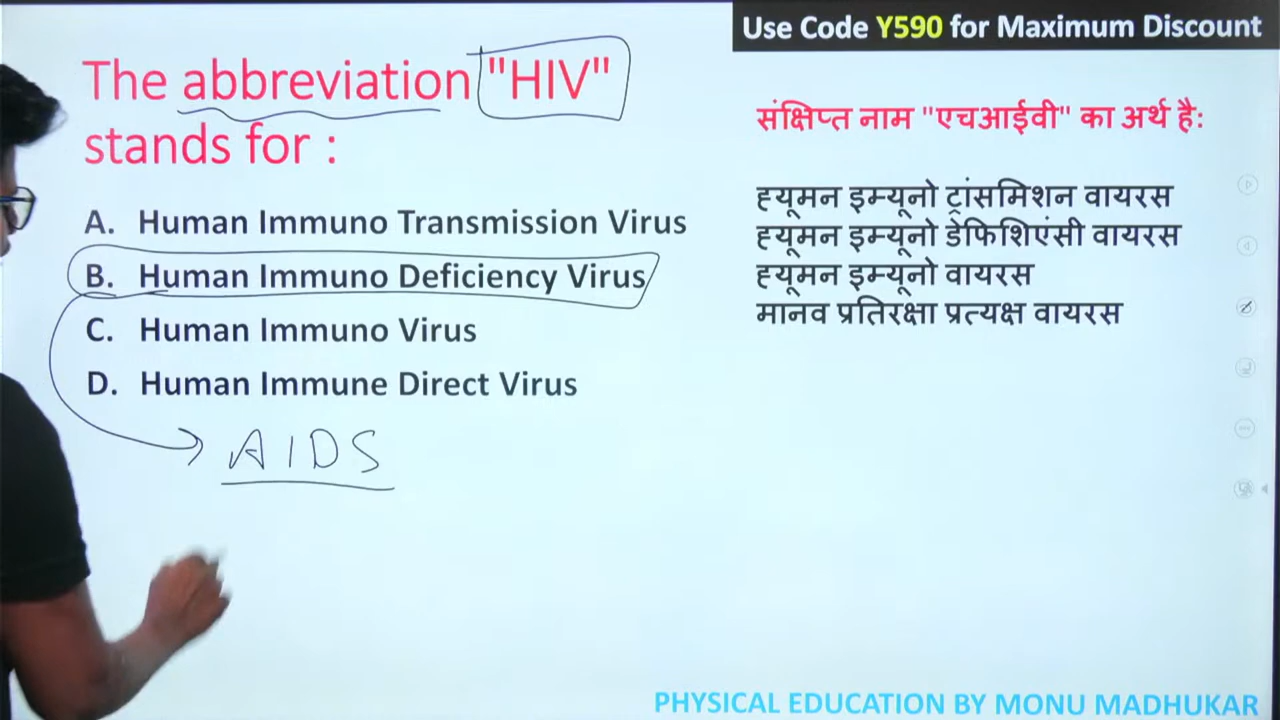 Use Code Y590 for Maximum Discount
The abbreviation "HIV"
stands for :
A. Human Immuno Transmission Virus
B. Human Immuno Deficiency Virus
C. Human Immuno Virus
D. Human Immune Direct Virus
AIDS
संक्षिप्त नाम "एचआईवी" का अर्थ है:
ह्यूमन इम्यूनो ट्रांसमिशन वायरस
ह्यूमन इम्यूनो डेफिशिएंसी वायरस
ह्यूमन इम्यूनो वायरस
मानव प्रतिरक्षा प्रत्यक्ष वायरस
PHYSICAL EDUCATION BY MONU MADHUKAR